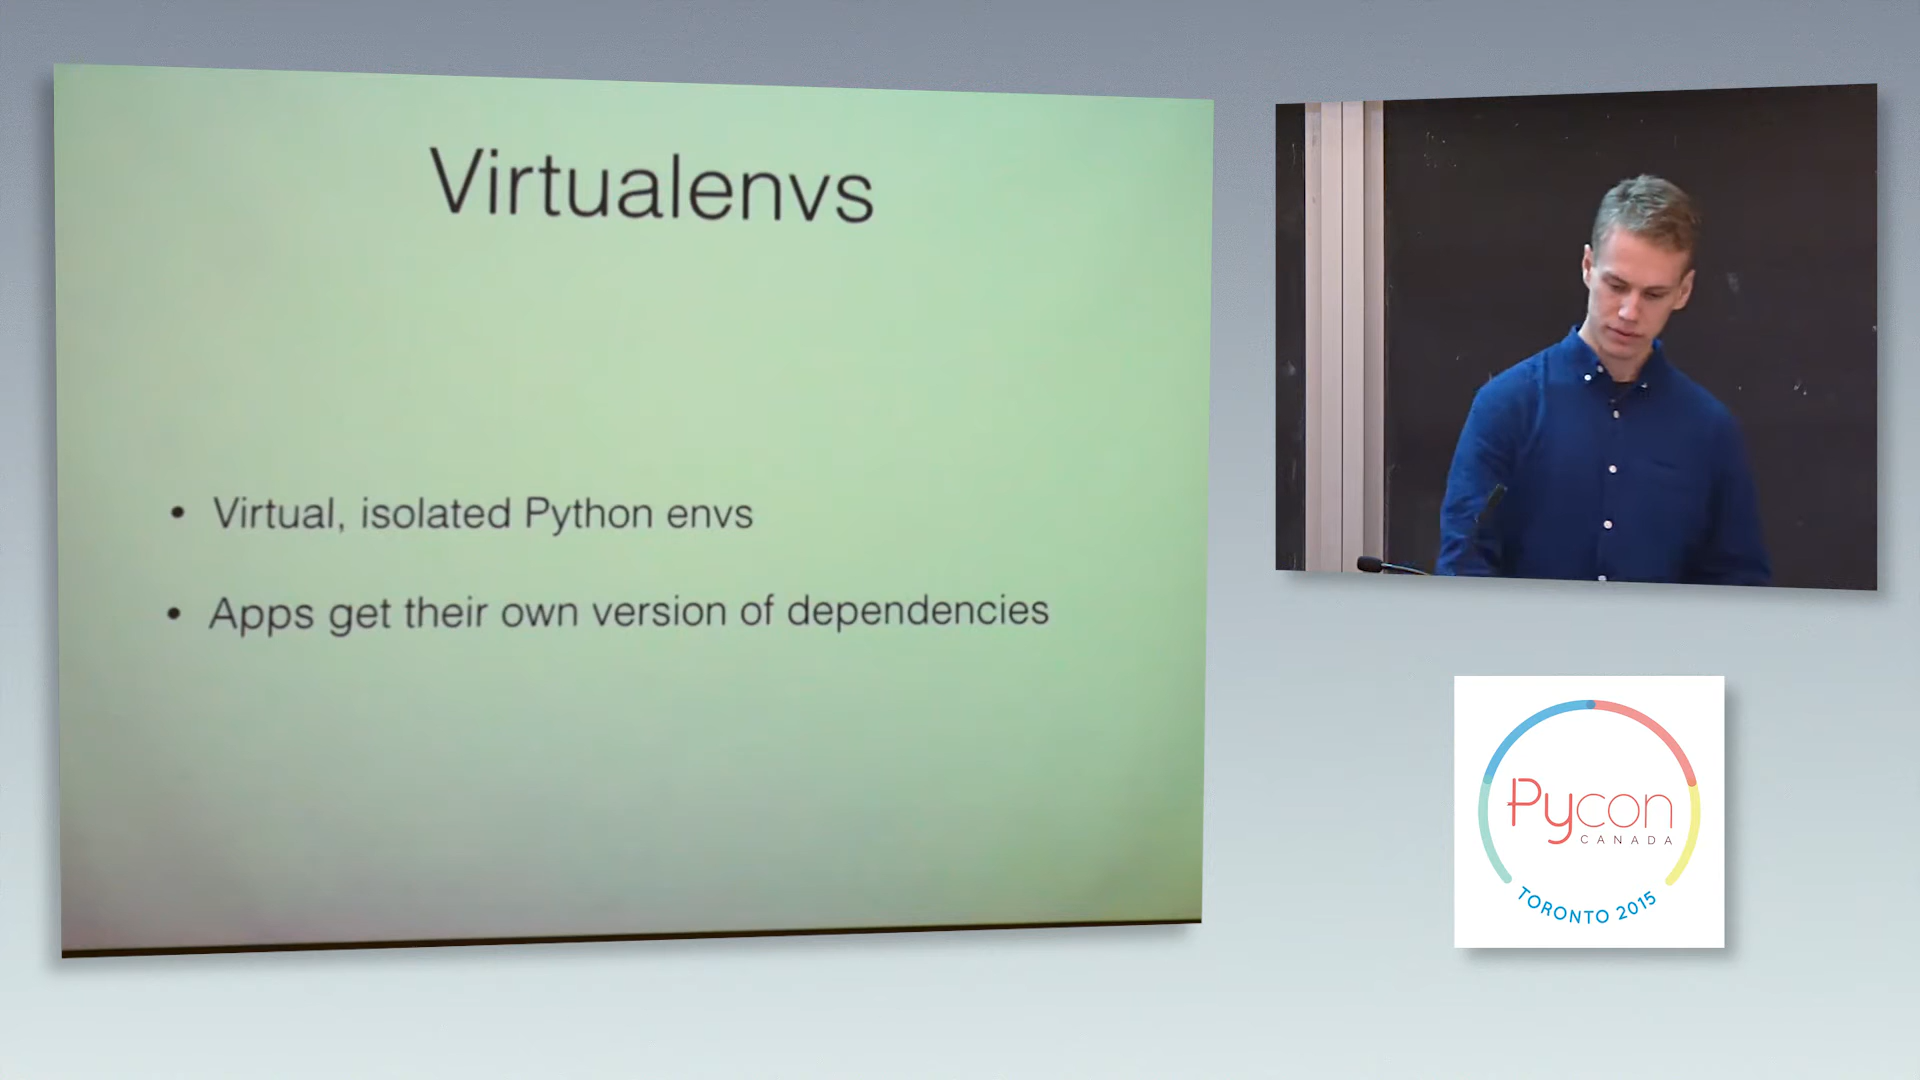 Virtualenvs
• Virtual, isolated Python envs
• Apps get their own version of dependencies
Pycon
CANADA
TORONTO 2015